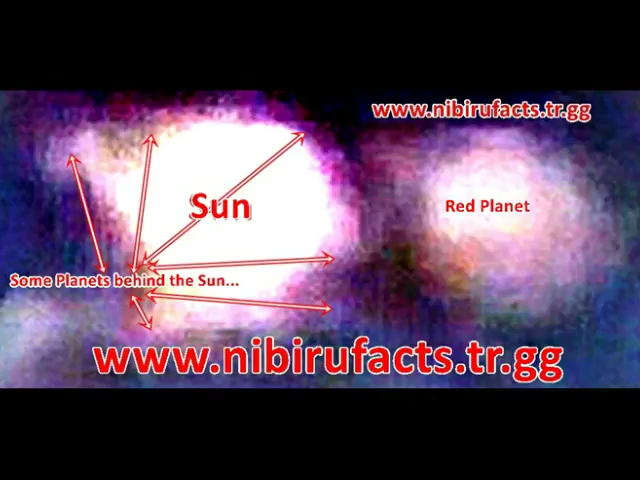 www.nibirufacts.tr.gg
Sun
Red Planet
Some Planets behind the Sun...
www.nibirufacts.tr.gg